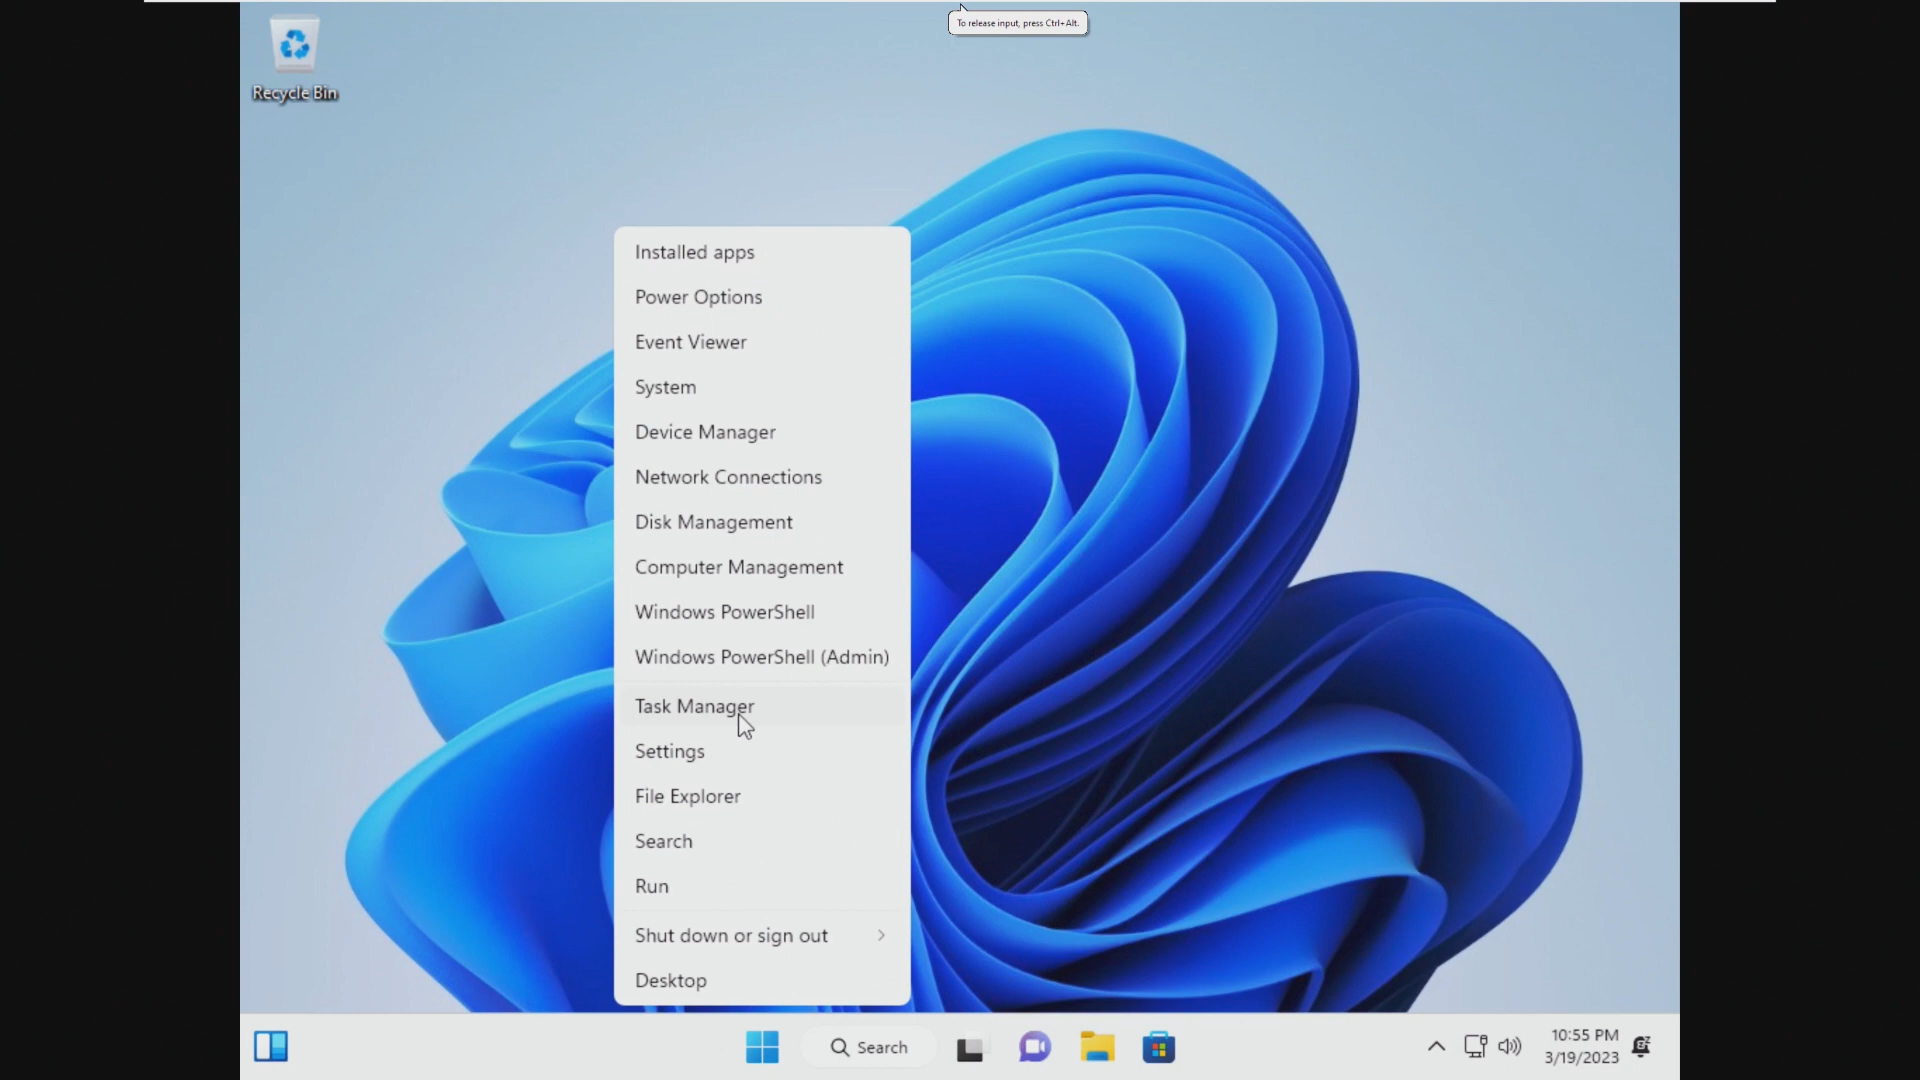 To release input, press Ctrl+Alt.
Recycle Bin
Installed apps
Power Options
Event Viewer
System
Device Manager
Network Connections
Disk Management
Computer Management
Windows PowerShell
Windows PowerShell (Admin)
Task Manager
Settings
File Explorer
Search
Run
Shut down or sign out
Desktop
Search
10:55 PM
3/19/2023